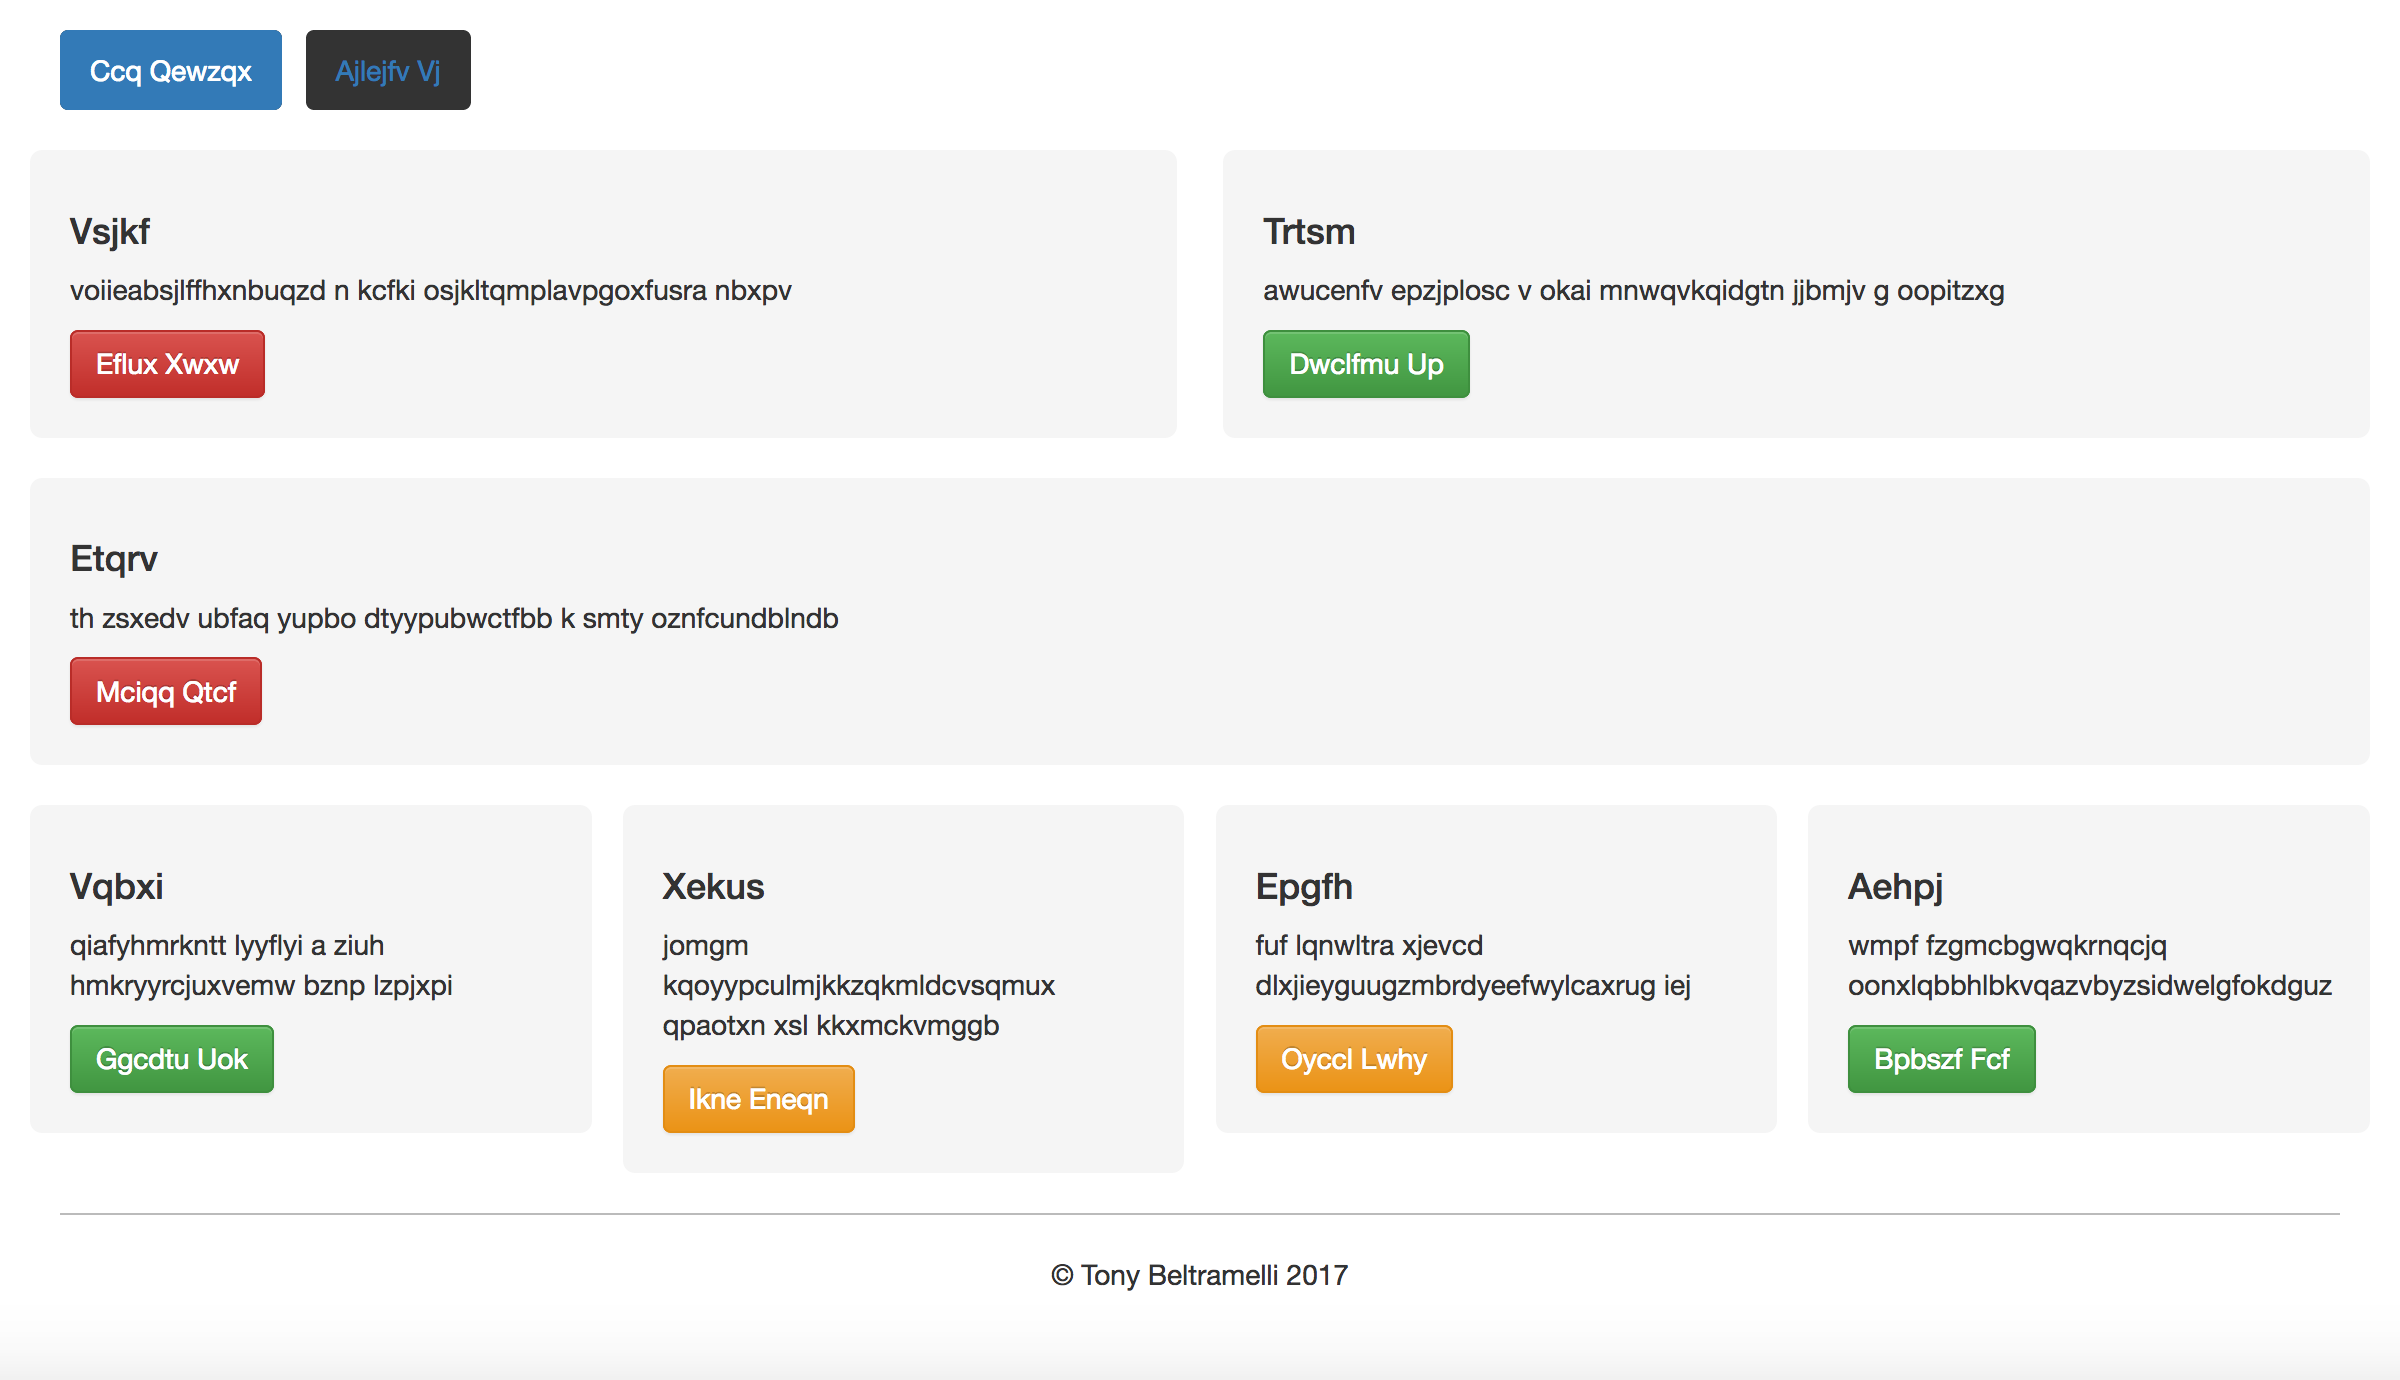 Ccq Qewzqx
Ajlejfv Vj
Vsjkf
voiieabsjlffhxnbuqzd n kcfki osjkltqmplavpgoxfusra nbxpv
Eflux Xwxw
Trtsm
awucenfv epzjplosc v okai mnwqvkqidgtn jjbmjv g oopitzxg
Dwclfmu Up
Etqrv
th zsxedv ubfaq yupbo dtyypubwctfbb k smty oznfcundblndb
Mciqq Qtcf
Vqbxi
qiafyhmrkntt lyyflyi a ziuh
hmkryyrcjuxvemw bznp lzpjxpi
Ggcdtu Uok
Xekus
jomgm
kqoyypculmjkkzqkmldcvsqmux
qpaotxn xsl kkxmckvmggb
Ikne Eneqn
Epgfh
fuf lqnwltra xjevcd
dlxjieyguugzmbrdyeefwylcaxrug iej
Oyccl Lwhy
Aehpj
wmpf fzgmcbgwqkrnqcjq
oonxlqbbhlbkvqazvbyzsidwelgfokdguz
Bpbszf Fcf
© Tony Beltramelli 2017